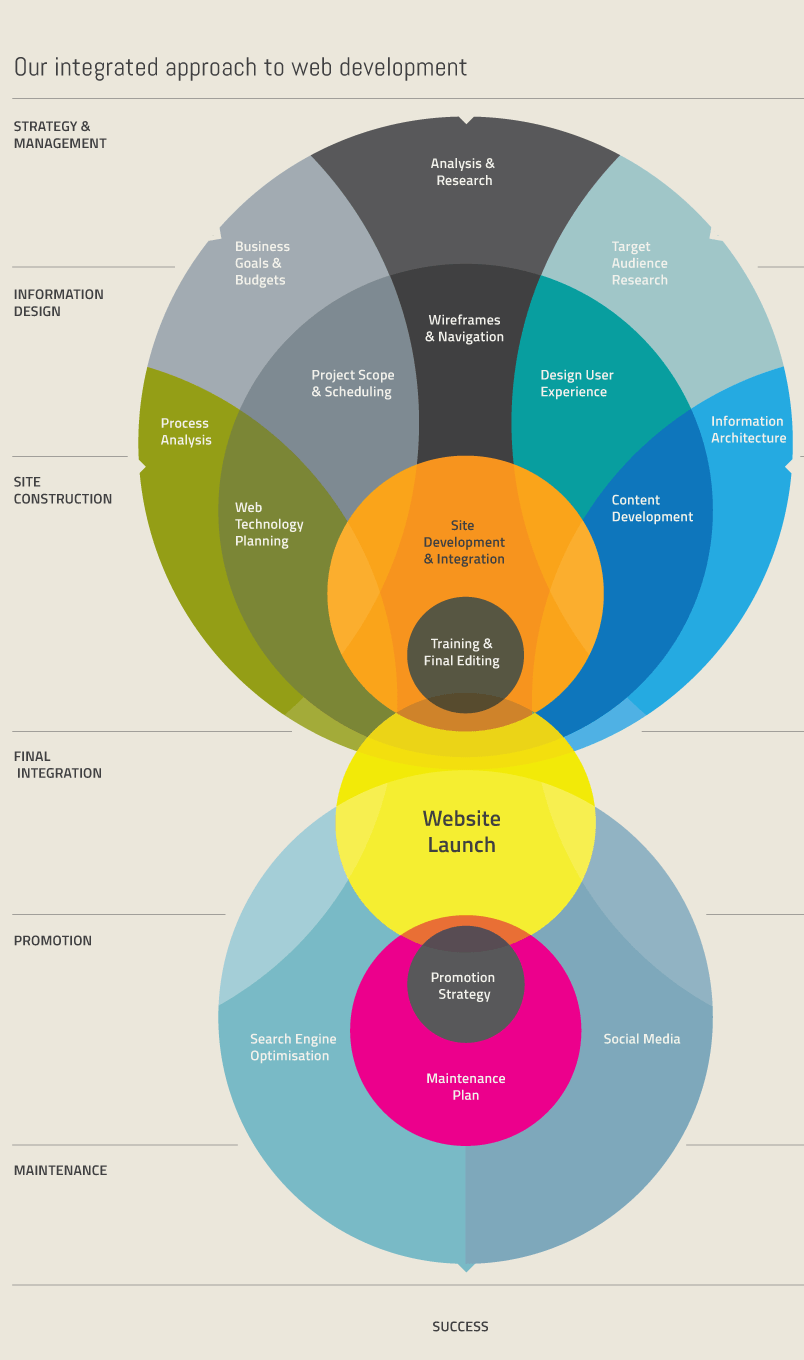 Our integrated approach to web development
STRATEGY &
MANAGEMENT
Analysis &
Research
Business
Goals &
Budgets
Target
Audience
Research
INFORMATION
DESIGN
Wireframes
& Navigation
Project Scope
& Scheduling
Design User
Experience
Process
Analysis
Information
Architecture
SITE
CONSTRUCTION
Web
Technology
Planning
Content
Development
Site
Development
& Integration
Training &
Final Editing
FINAL
INTEGRATION
Website
Launch
PROMOTION
Promotion
Strategy
Search Engine
Optimisation
Social Media
Maintenance
Plan
MAINTENANCE
SUCCESS